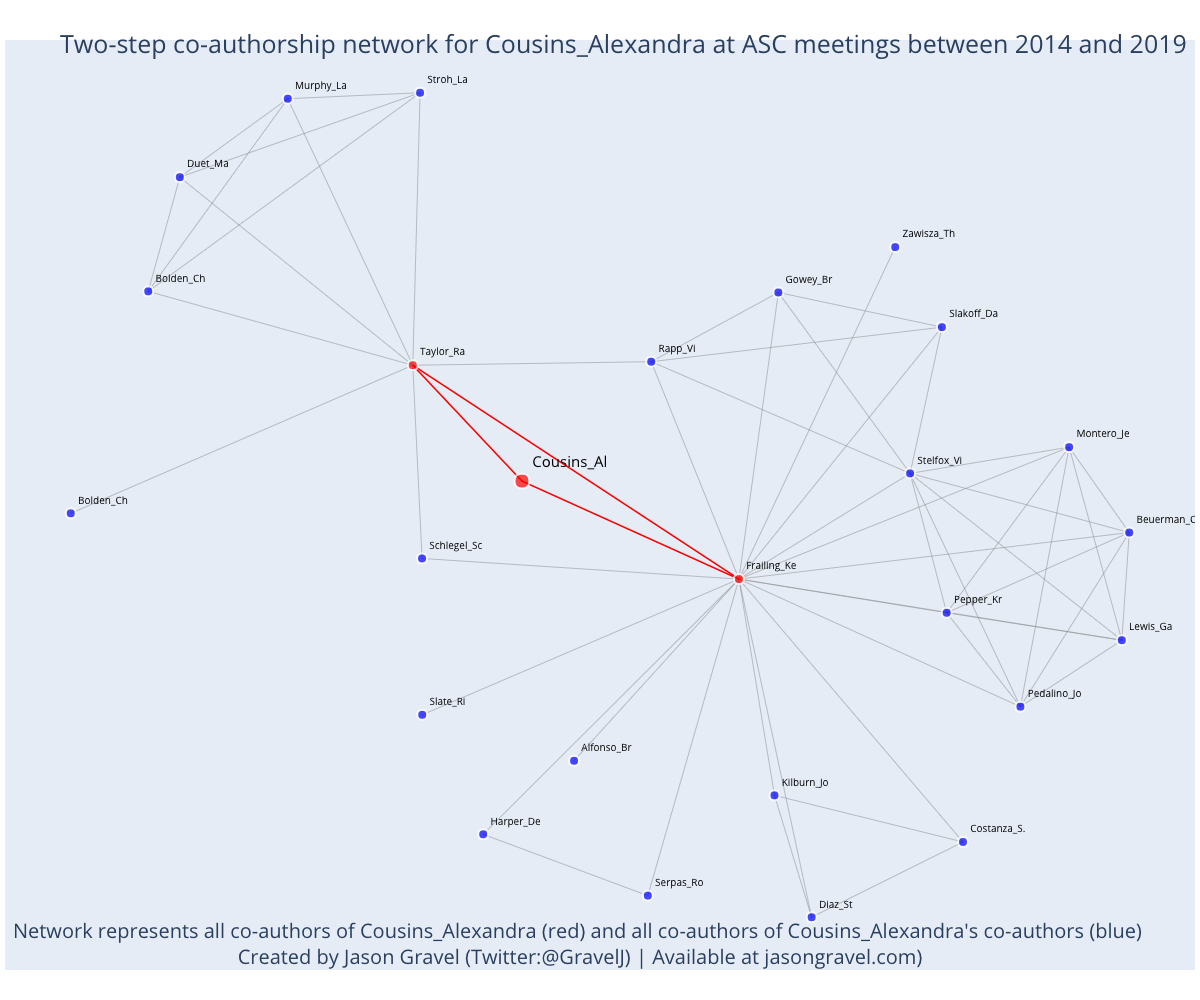 Two-step co-authorship network for Cousins_Alexandra at ASC meetings between 2014 and 2019
Murphy_La
Stroh_La
Duet_Ma
Zawisza_Th
Bolden_Ch
Gowey_Br
Slakoff_Da
Taylor_Ra
Rapp_Vi
Montero_Je
Cousins_Al
Stelfox_Vi
Bolden_Ch
Beuerman_C
Schlegel_Sc
Frailing_Ke
Pepper_Kr
Lewis_Ga
Slate_Ri
Pedalino_Jo
Alfonso_Br
Kilburn_Jo
Harper_De
Costanza_S.
Serpas_Ro
Diaz_St
Network represents all co-authors of Cousins_Alexandra (red) and all co-authors of Cousins_Alexandra's co-authors (blue)
Created by Jason Gravel (Twitter:@GravelJ) | Available at jasongravel.com)